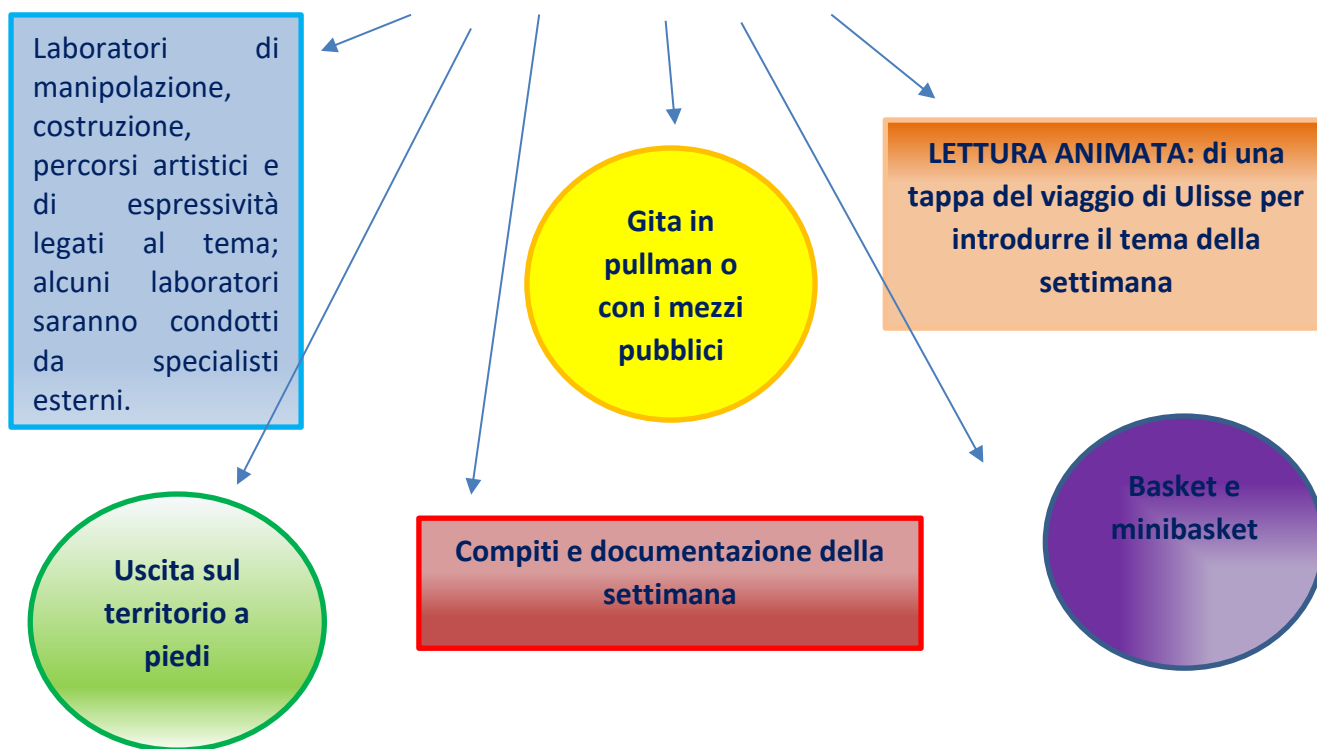 Laboratori di
manipolazione,
costruzione,
percorsi artistici e
di espressività
legati al tema;
alcuni laboratori
saranno condotti
da specialisti
esterni.
LETTURA ANIMATA: di una
tappa del viaggio di Ulisse per
introdurre il tema della
settimana
Gita in
pullman o
con i mezzi
pubblici
Basket e
minibasket
Compiti e documentazione della
settimana
Uscita sul
territorio a
piedi